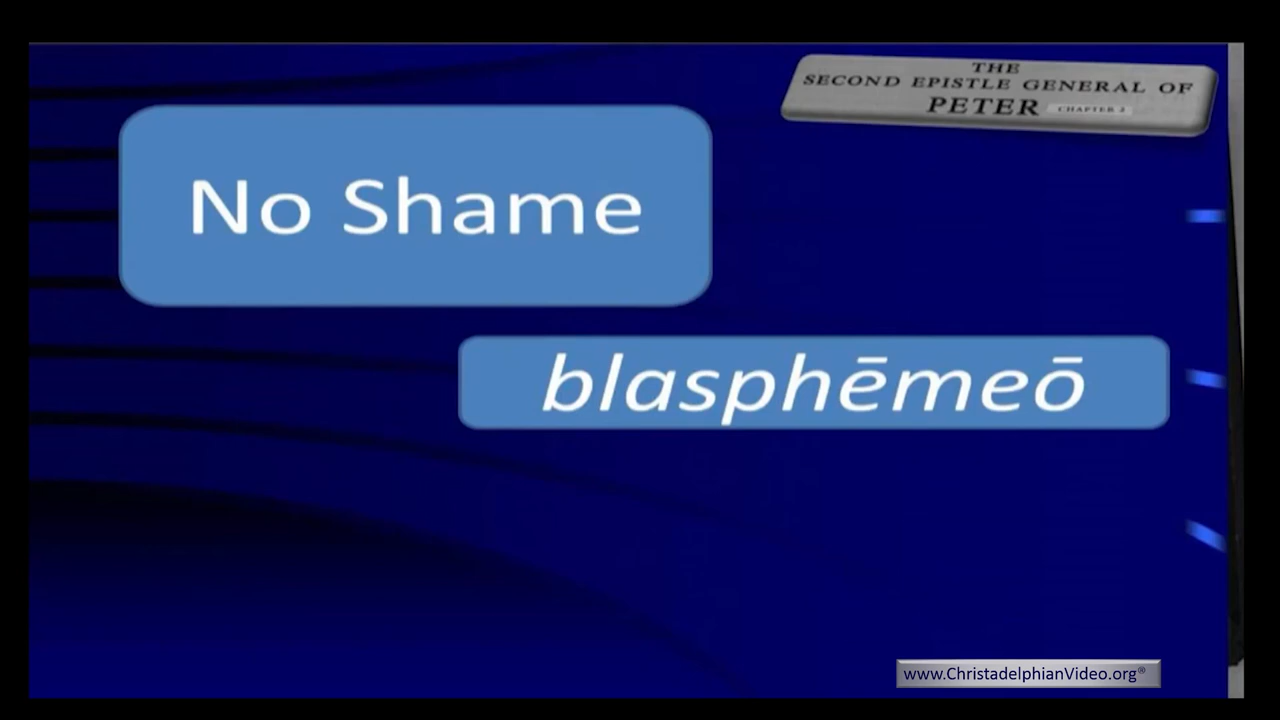 THE
SECOND EPISTLE GENERAL OF
PETER
No Shame
blasphēmeō
www.ChristadelphianVideo.org®